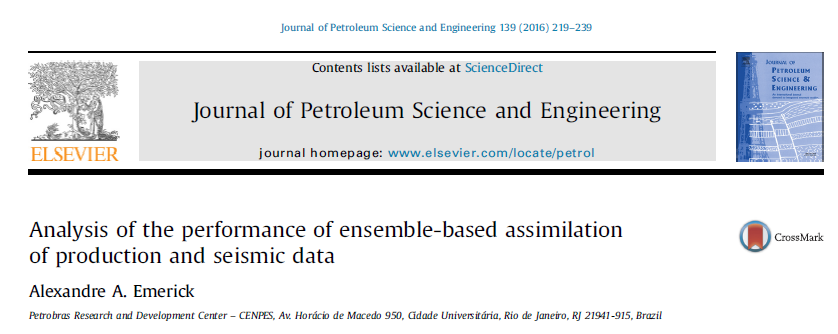 Journal of Petroleum Science and Engineering 139 (2016) 219–239
Contents lists available at ScienceDirect
Journal of Petroleum Science and Engineering
journal homepage: www.elsevier.com/locate/petrol
ELSEVIER
JOURNAL OF
PETROLEUM
SCIENCE &
ENGINEERING
Analysis of the performance of ensemble-based assimilation
of production and seismic data
CrossMark
Alexandre A. Emerick
Petrobras Research and Development Center – CENPES, Av. Horácio de Macedo 950, Cidade Universitária, Rio de Janeiro, RJ 21941-915, Brazil